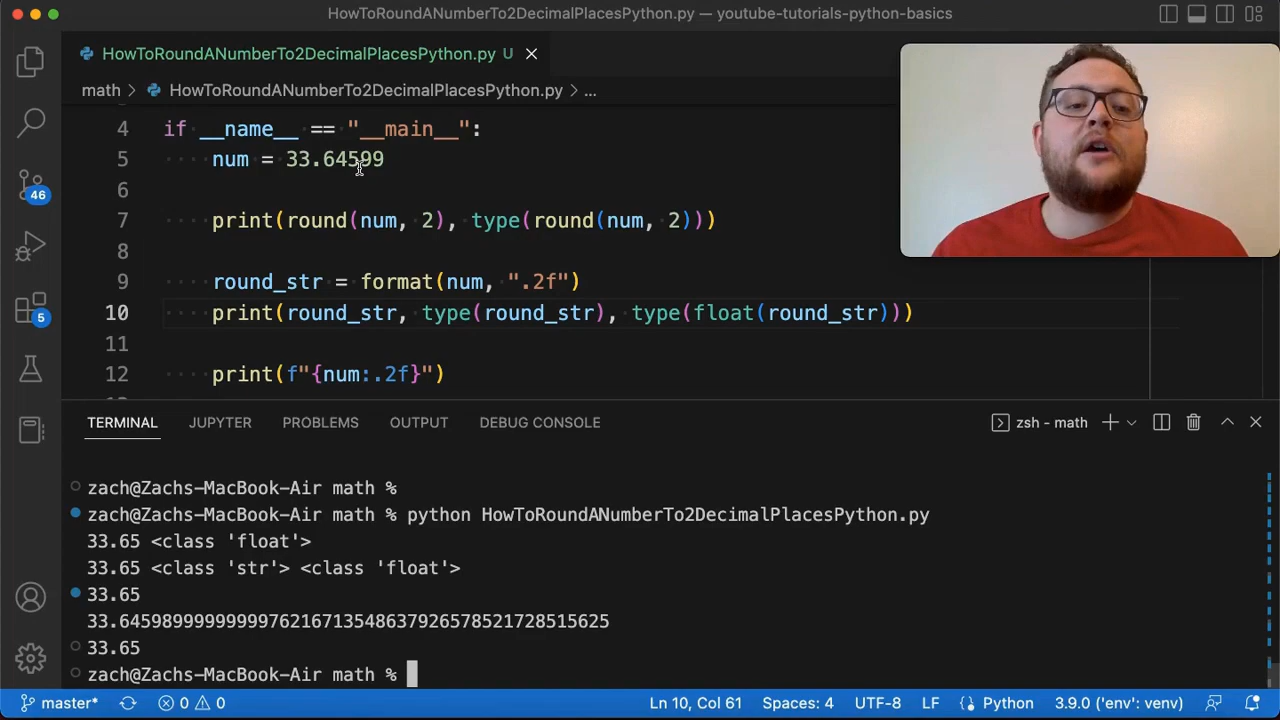 HowToRoundANumberTo2DecimalPlacesPython.py — youtube-tutorials-python-basics
HowToRoundANumberTo2DecimalPlacesPython.py U
math > HowToRoundANumberTo2DecimalPlacesPython.py > ...
4 if __name__ == "__main__":
5 num = 33.64599
6
7 print(round(num, 2), type(round(num, 2)))
8
9 round_str = format(num, ".2f")
10 print(round_str, type(round_str), type(float(round_str)))
11
12 print(f"{num:.2f}")
46
5
TERMINAL JUPYTER PROBLEMS OUTPUT DEBUG CONSOLE zsh - math
zach@Zachs-MacBook-Air math %
zach@Zachs-MacBook-Air math % python HowToRoundANumberTo2DecimalPlacesPython.py
33.65 <class 'float'>
33.65 <class 'str'> <class 'float'>
33.65
33.6459899999999976216713548637926578521728515625
33.65
zach@Zachs-MacBook-Air math %
master* 0 0 Ln 10, Col 61 Spaces: 4 UTF-8 LF Python 3.9.0 ('env': venv)